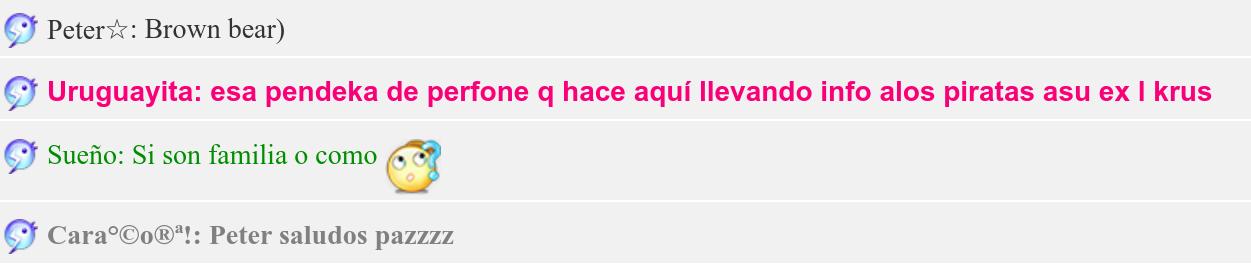 Peter☆: Brown bear)
Uruguayita: esa pendeka de perfone q hace aquí llevando info alos piratas asu ex l krus
Sueño: Si son familia o como
Cara°©o®ª!: Peter saludos pazzzz